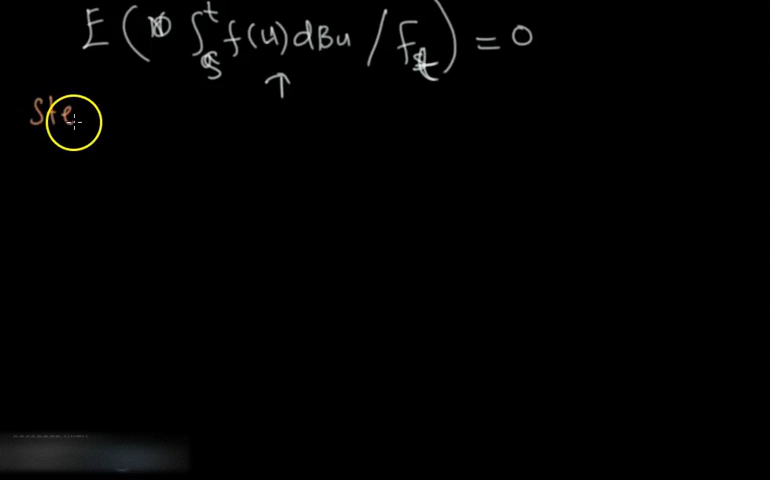 E ( ∫ₛᵗ f(u) dBu / Fₜ ) = 0
↑
Ste